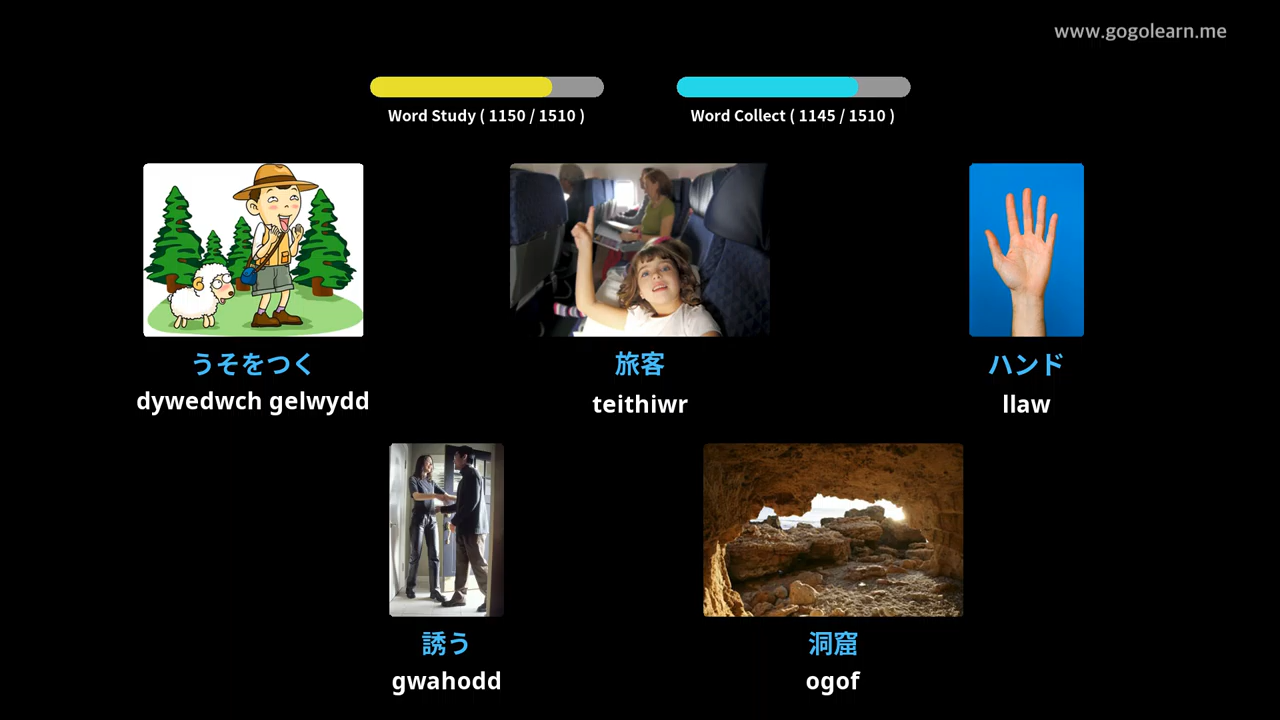 www.gogolearn.me
Word Study ( 1150 / 1510 )
Word Collect ( 1145 / 1510 )
うそをつく
dywedwch gelwydd
旅客
teithiwr
ハンド
llaw
誘う
gwahodd
洞窟
ogof